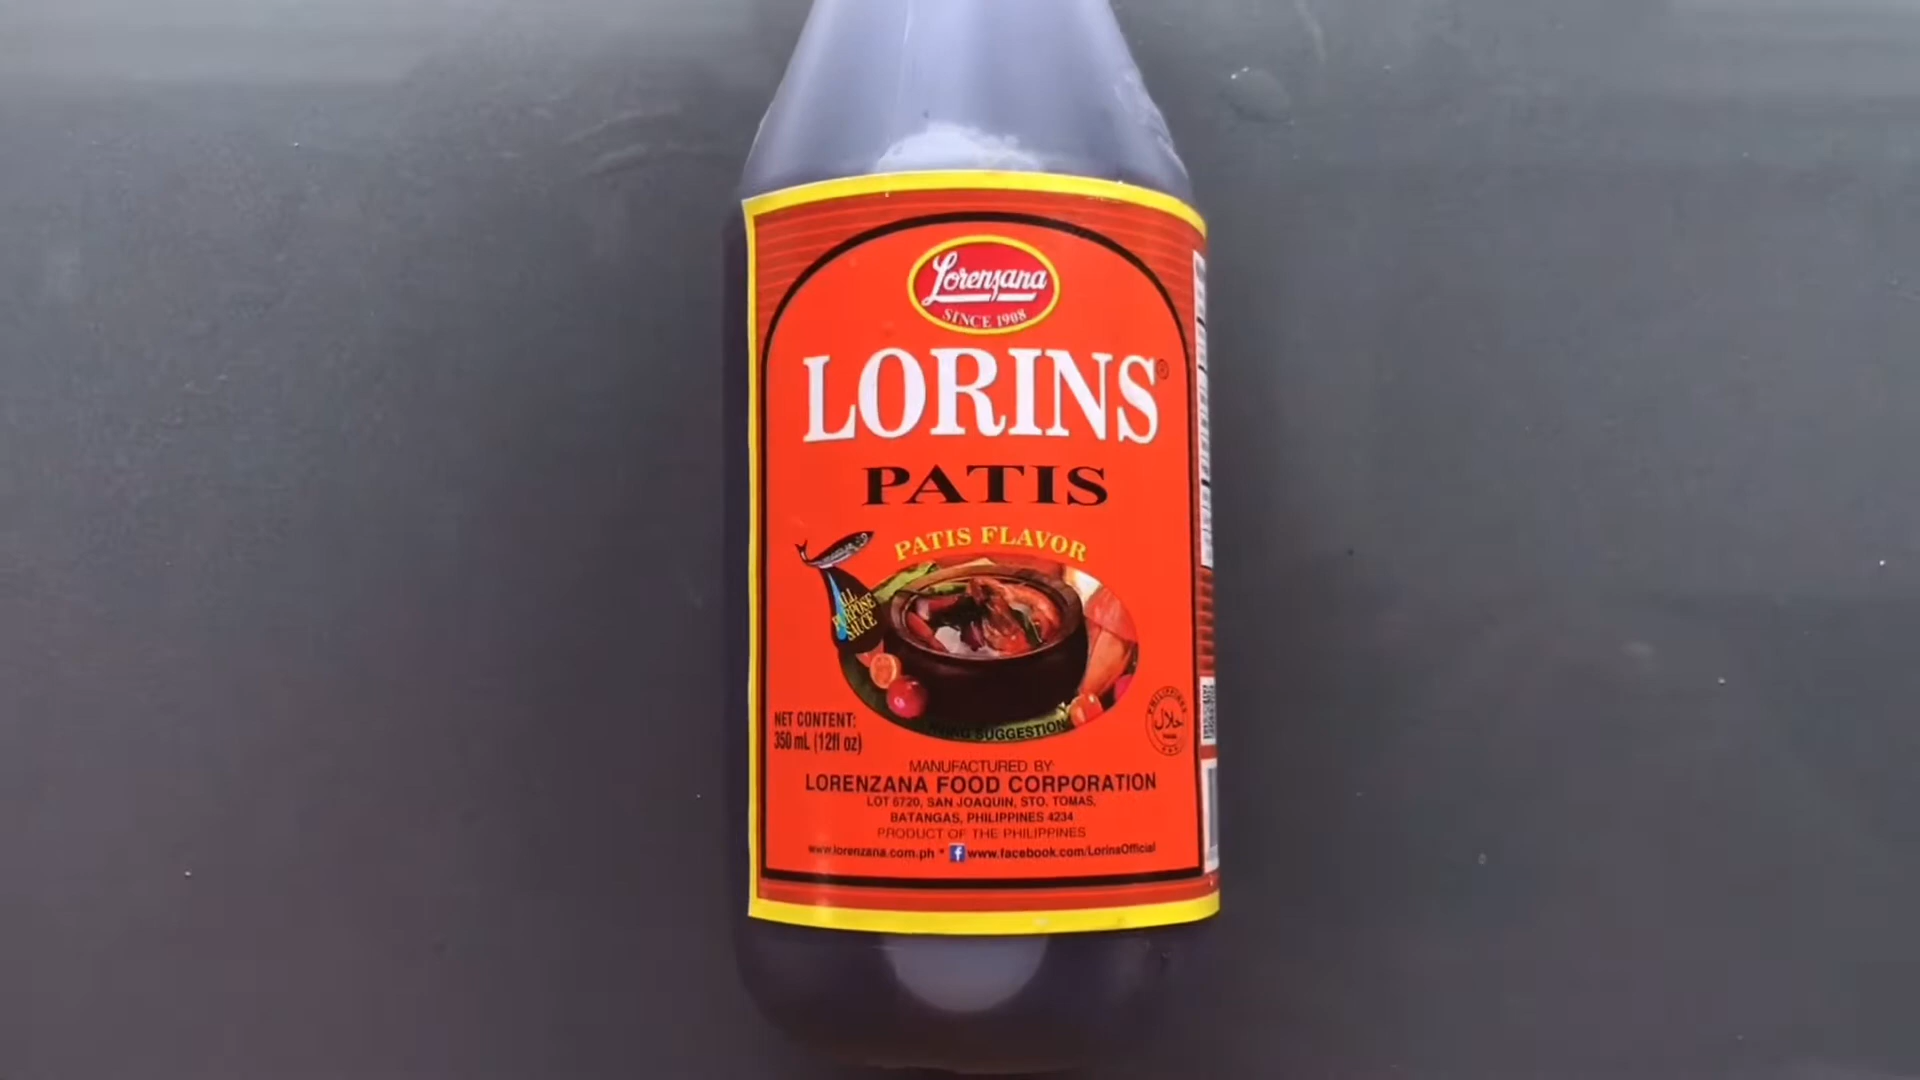 Lorenzana
SINCE 1908
LORINS®
PATIS
PATIS FLAVOR
ALL
PURPOSE
SAUCE
SUGGESTION
NET CONTENT:
350 mL (12fl oz)
PHILIPPINES
حلال
MANUFACTURED BY:
LORENZANA FOOD CORPORATION
LOT 6720, SAN JOAQUIN, STO. TOMAS,
BATANGAS, PHILIPPINES 4234
PRODUCT OF THE PHILIPPINES
www.lorenzana.com.ph * f www.facebook.com/LorinsOfficial